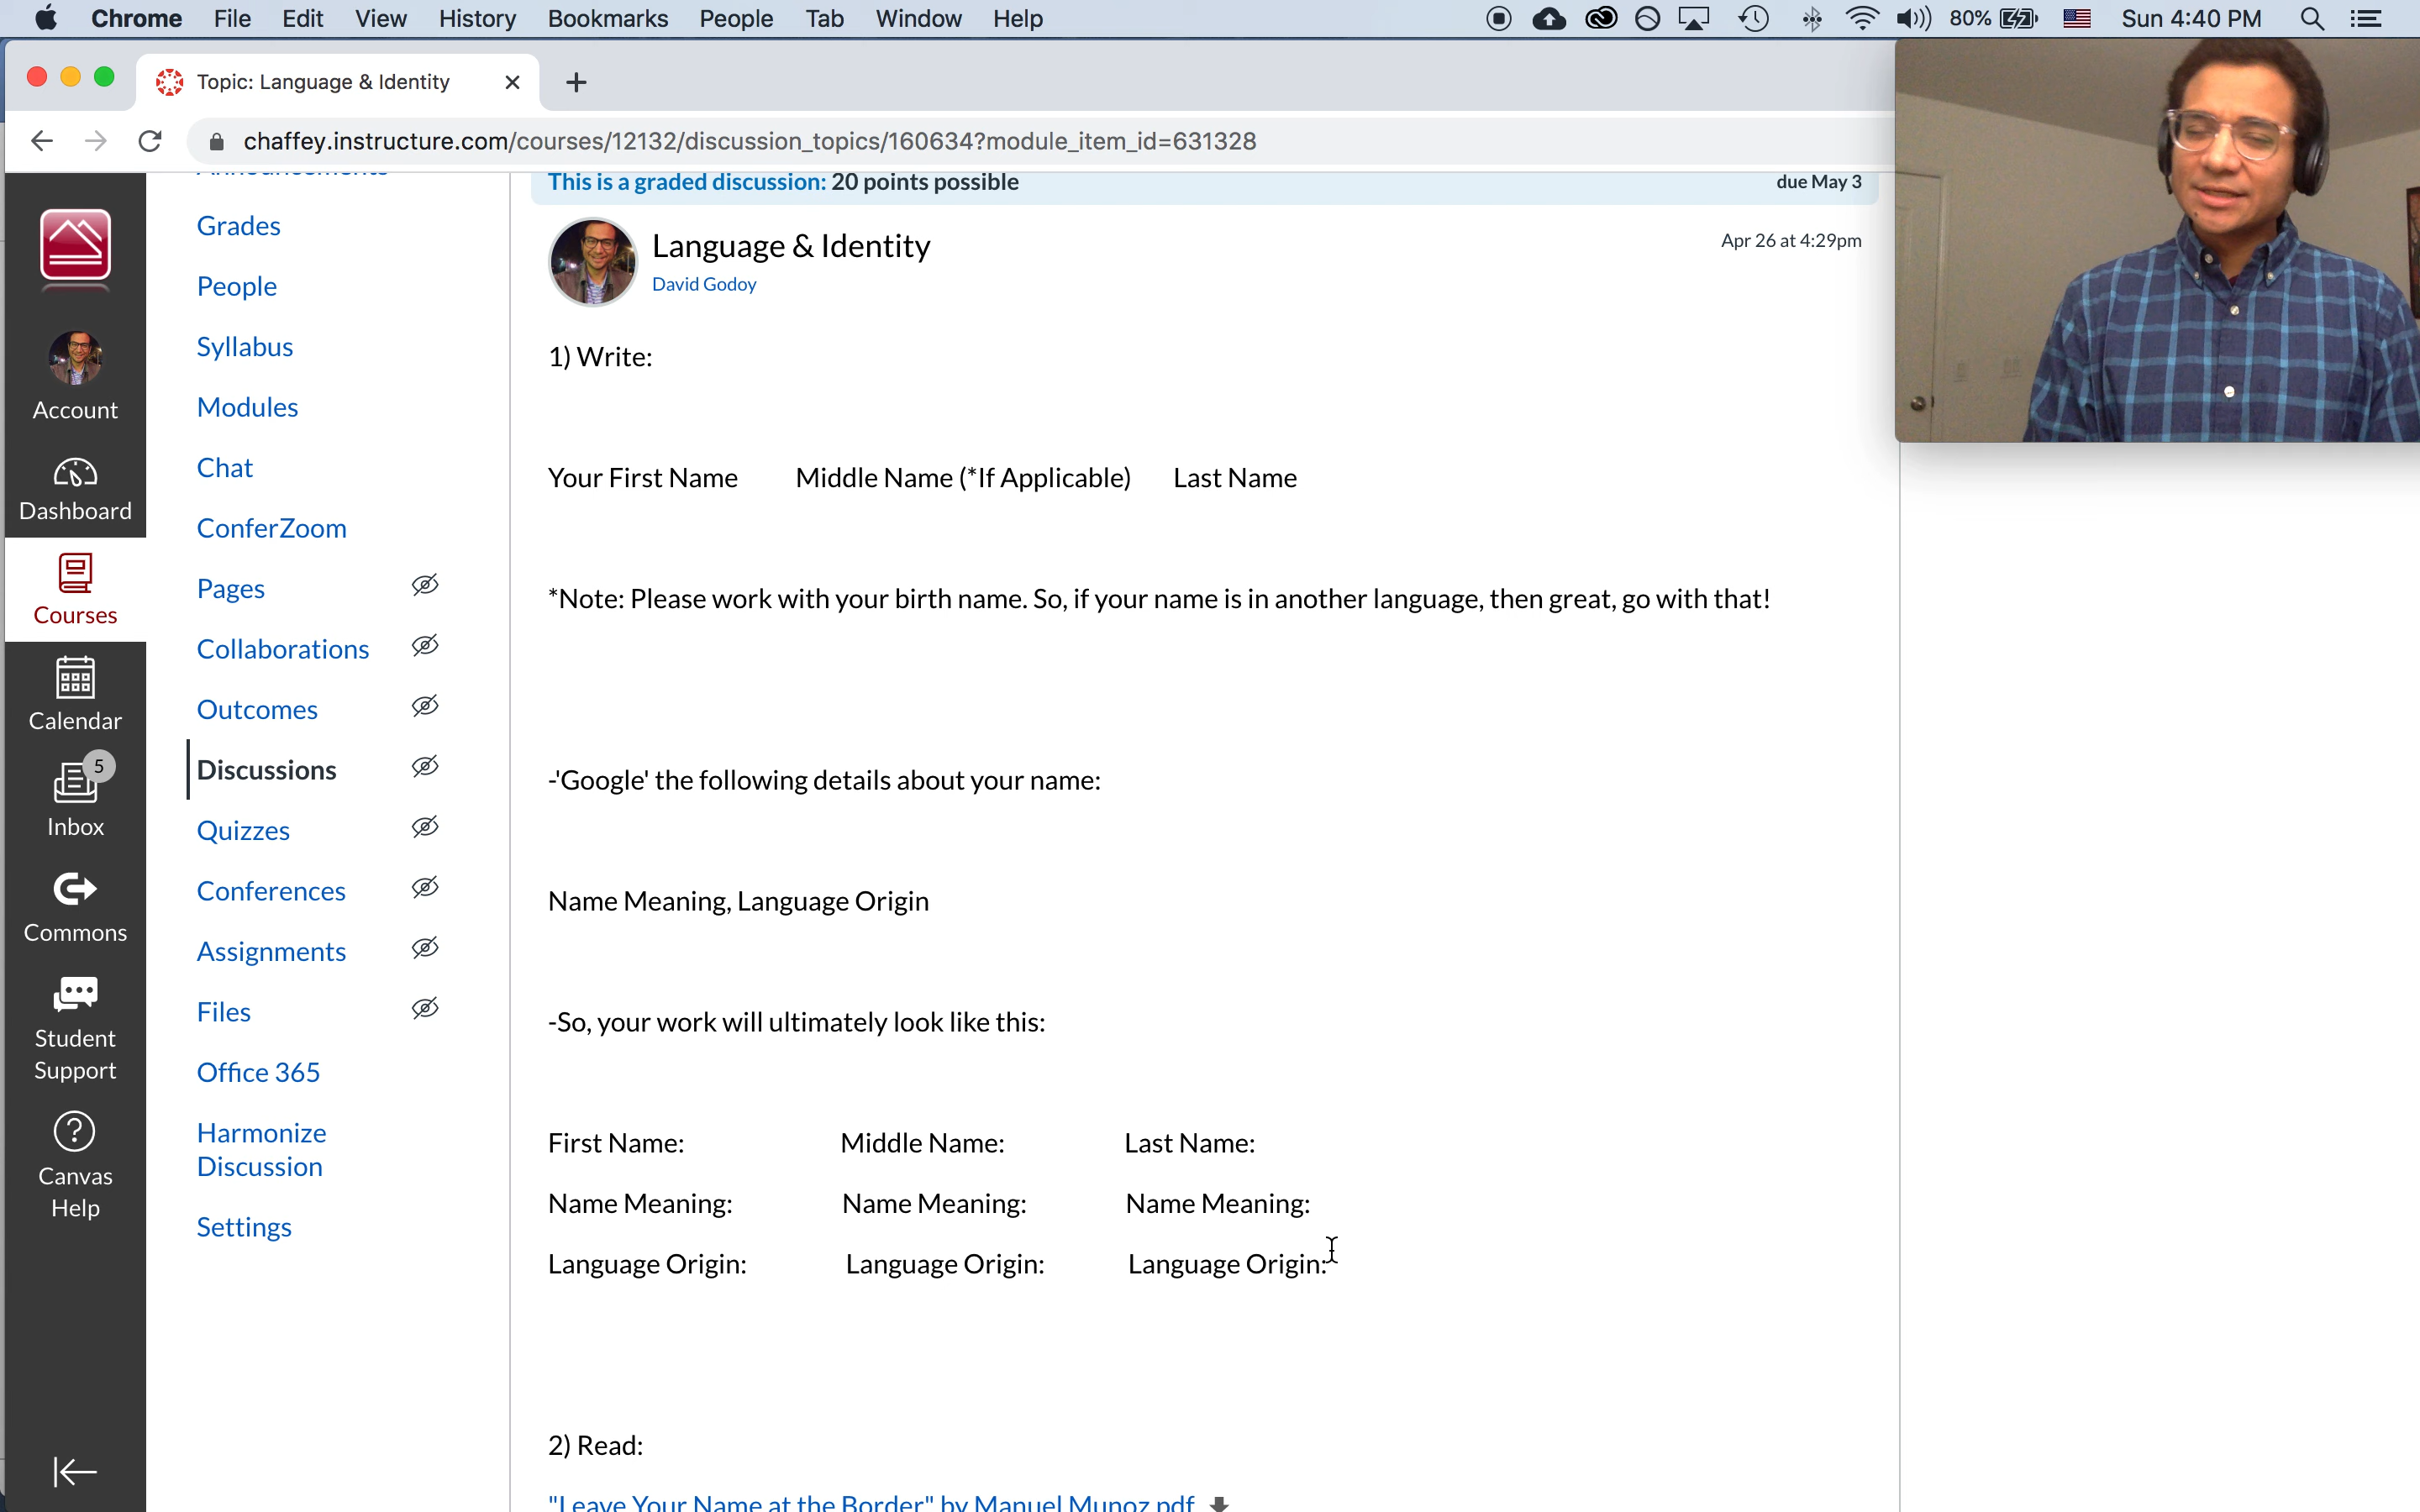 Chrome File Edit View History Bookmarks People Tab Window Help 80% Sun 4:40 PM
Topic: Language & Identity
chaffey.instructure.com/courses/12132/discussion_topics/160634?module_item_id=631328
Account
Dashboard
Courses
Calendar
5
Inbox
Commons
Student
Support
Canvas
Help
Announcements
Grades
People
Syllabus
Modules
Chat
ConferZoom
Pages
Collaborations
Outcomes
Discussions
Quizzes
Conferences
Assignments
Files
Office 365
Harmonize
Discussion
Settings
This is a graded discussion: 20 points possible due May 3
Language & Identity Apr 26 at 4:29pm
David Godoy
1) Write:
Your First Name Middle Name (*If Applicable) Last Name
*Note: Please work with your birth name. So, if your name is in another language, then great, go with that!
-'Google' the following details about your name:
Name Meaning, Language Origin
-So, your work will ultimately look like this:
First Name: Middle Name: Last Name:
Name Meaning: Name Meaning: Name Meaning:
Language Origin: Language Origin: Language Origin:
2) Read:
"Leave Your Name at the Border" by Manuel Munoz.pdf